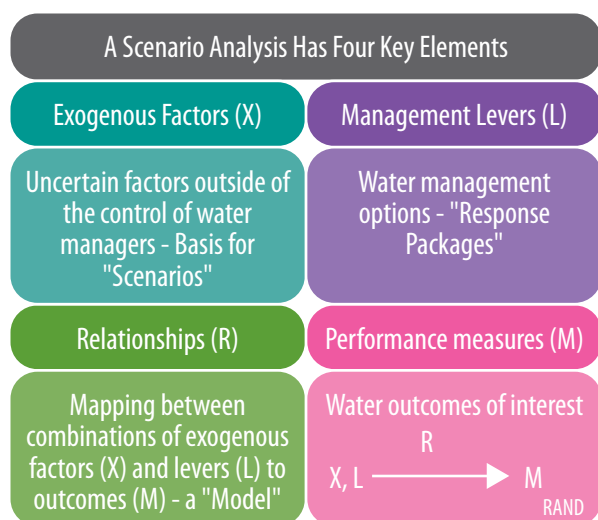 A Scenario Analysis Has Four Key Elements
Exogenous Factors (X)
Management Levers (L)
Uncertain factors outside of
the control of water
managers - Basis for
"Scenarios"
Water management
options - "Response
Packages"
Relationships (R)
Performance measures (M)
Mapping between
combinations of exogenous
factors (X) and levers (L) to
outcomes (M) - a "Model"
Water outcomes of interest
R
X, L
M
RAND